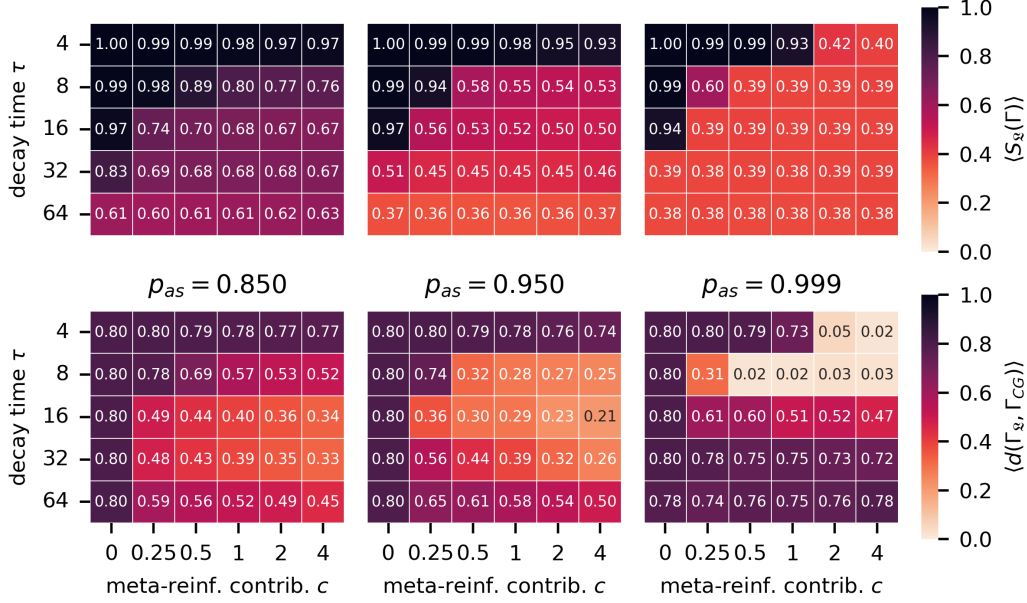 4 1.00 0.99 0.99 0.98 0.97 0.97 1.00 0.99 0.99 0.98 0.95 0.93 1.00 0.99 0.99 0.93 0.42 0.40
8 0.99 0.98 0.89 0.80 0.77 0.76 0.99 0.94 0.58 0.55 0.54 0.53 0.99 0.60 0.39 0.39 0.39 0.39
16 0.97 0.74 0.70 0.68 0.67 0.67 0.97 0.56 0.53 0.52 0.50 0.50 0.94 0.39 0.39 0.39 0.39 0.39
32 0.83 0.69 0.68 0.68 0.68 0.67 0.51 0.45 0.45 0.45 0.45 0.46 0.39 0.38 0.38 0.38 0.39 0.39
64 0.61 0.60 0.61 0.61 0.62 0.63 0.37 0.36 0.36 0.36 0.36 0.37 0.38 0.38 0.38 0.38 0.38 0.38
decay time τ
1.0
0.8
0.6
0.4
0.2
0.0
⟨S𝔏(Γ)⟩
p_as = 0.850 p_as = 0.950 p_as = 0.999
4 0.80 0.80 0.79 0.78 0.77 0.77 0.80 0.80 0.79 0.78 0.76 0.74 0.80 0.80 0.79 0.73 0.05 0.02
8 0.80 0.78 0.69 0.57 0.53 0.52 0.80 0.74 0.32 0.28 0.27 0.25 0.80 0.31 0.02 0.02 0.03 0.03
16 0.80 0.49 0.44 0.40 0.36 0.34 0.80 0.36 0.30 0.29 0.23 0.21 0.80 0.61 0.60 0.51 0.52 0.47
32 0.80 0.48 0.43 0.39 0.35 0.33 0.80 0.56 0.44 0.39 0.32 0.26 0.80 0.78 0.75 0.75 0.73 0.72
64 0.80 0.59 0.56 0.52 0.49 0.45 0.80 0.65 0.61 0.58 0.54 0.50 0.78 0.74 0.76 0.76 0.76 0.78
decay time τ
0 0.25 0.5 1 2 4 0 0.25 0.5 1 2 4 0 0.25 0.5 1 2 4
meta-reinf. contrib. c meta-reinf. contrib. c meta-reinf. contrib. c
1.0
0.8
0.6
0.4
0.2
0.0
⟨d(Γ𝔏, Γ_CG)⟩